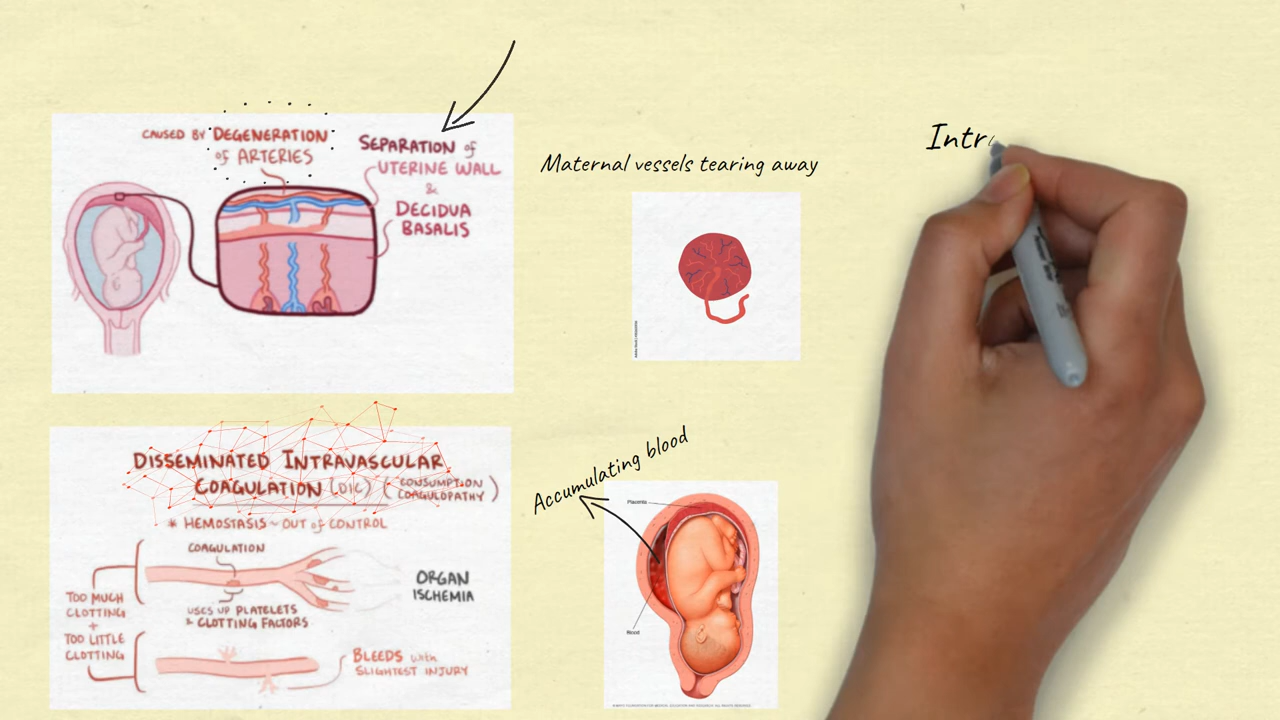 CAUSED BY DEGENERATION
of ARTERIES
SEPARATION of
UTERINE WALL
&
DECIDUA
BASALIS
Maternal vessels tearing away
Intr
DISSEMINATED INTRAVASCULAR
COAGULATION (DIC) (CONSUMPTION
COAGULOPATHY)
* HEMOSTASIS ~ OUT of CONTROL
COAGULATION
TOO MUCH
CLOTTING
+
TOO LITTLE
CLOTTING
USES UP PLATELETS
& CLOTTING FACTORS
ORGAN
ISCHEMIA
BLEEDS with
SLIGHTEST INJURY
Accumulating blood
Placenta
Blood